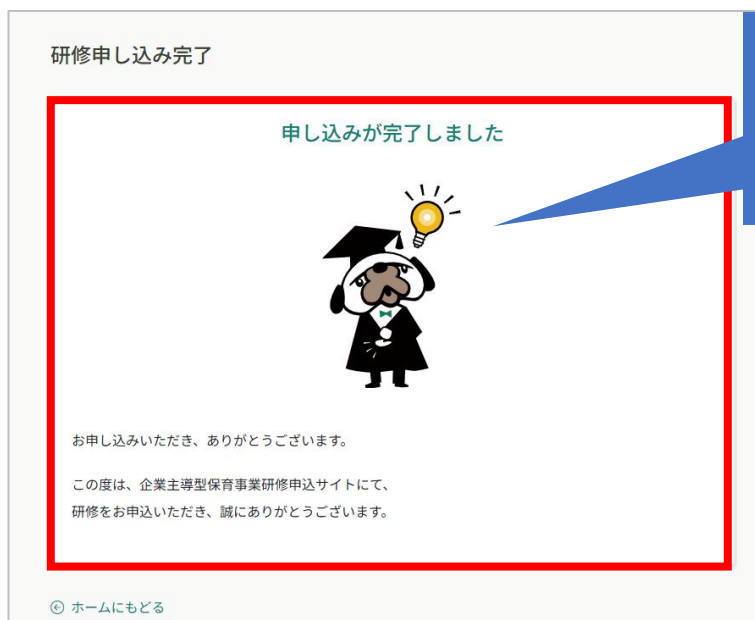 研修申し込み完了
申し込みが完了しました
お申し込みいただき、ありがとうございます。
この度は、企業主導型保育事業研修申込サイトにて、
研修をお申込いただき、誠にありがとうございます。
ホームにもどる